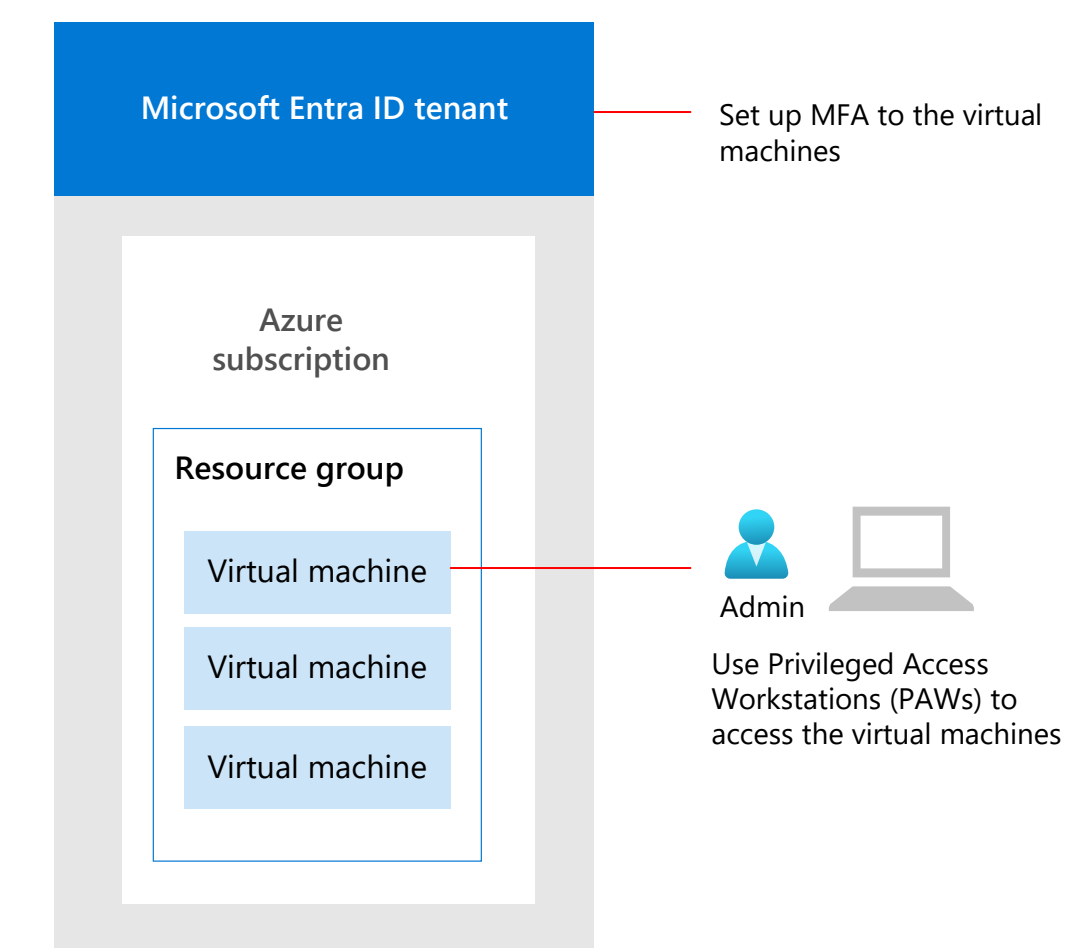 Microsoft Entra ID tenant
Set up MFA to the virtual
machines
Azure
subscription
Resource group
Virtual machine
Virtual machine
Virtual machine
Admin
Use Privileged Access
Workstations (PAWs) to
access the virtual machines